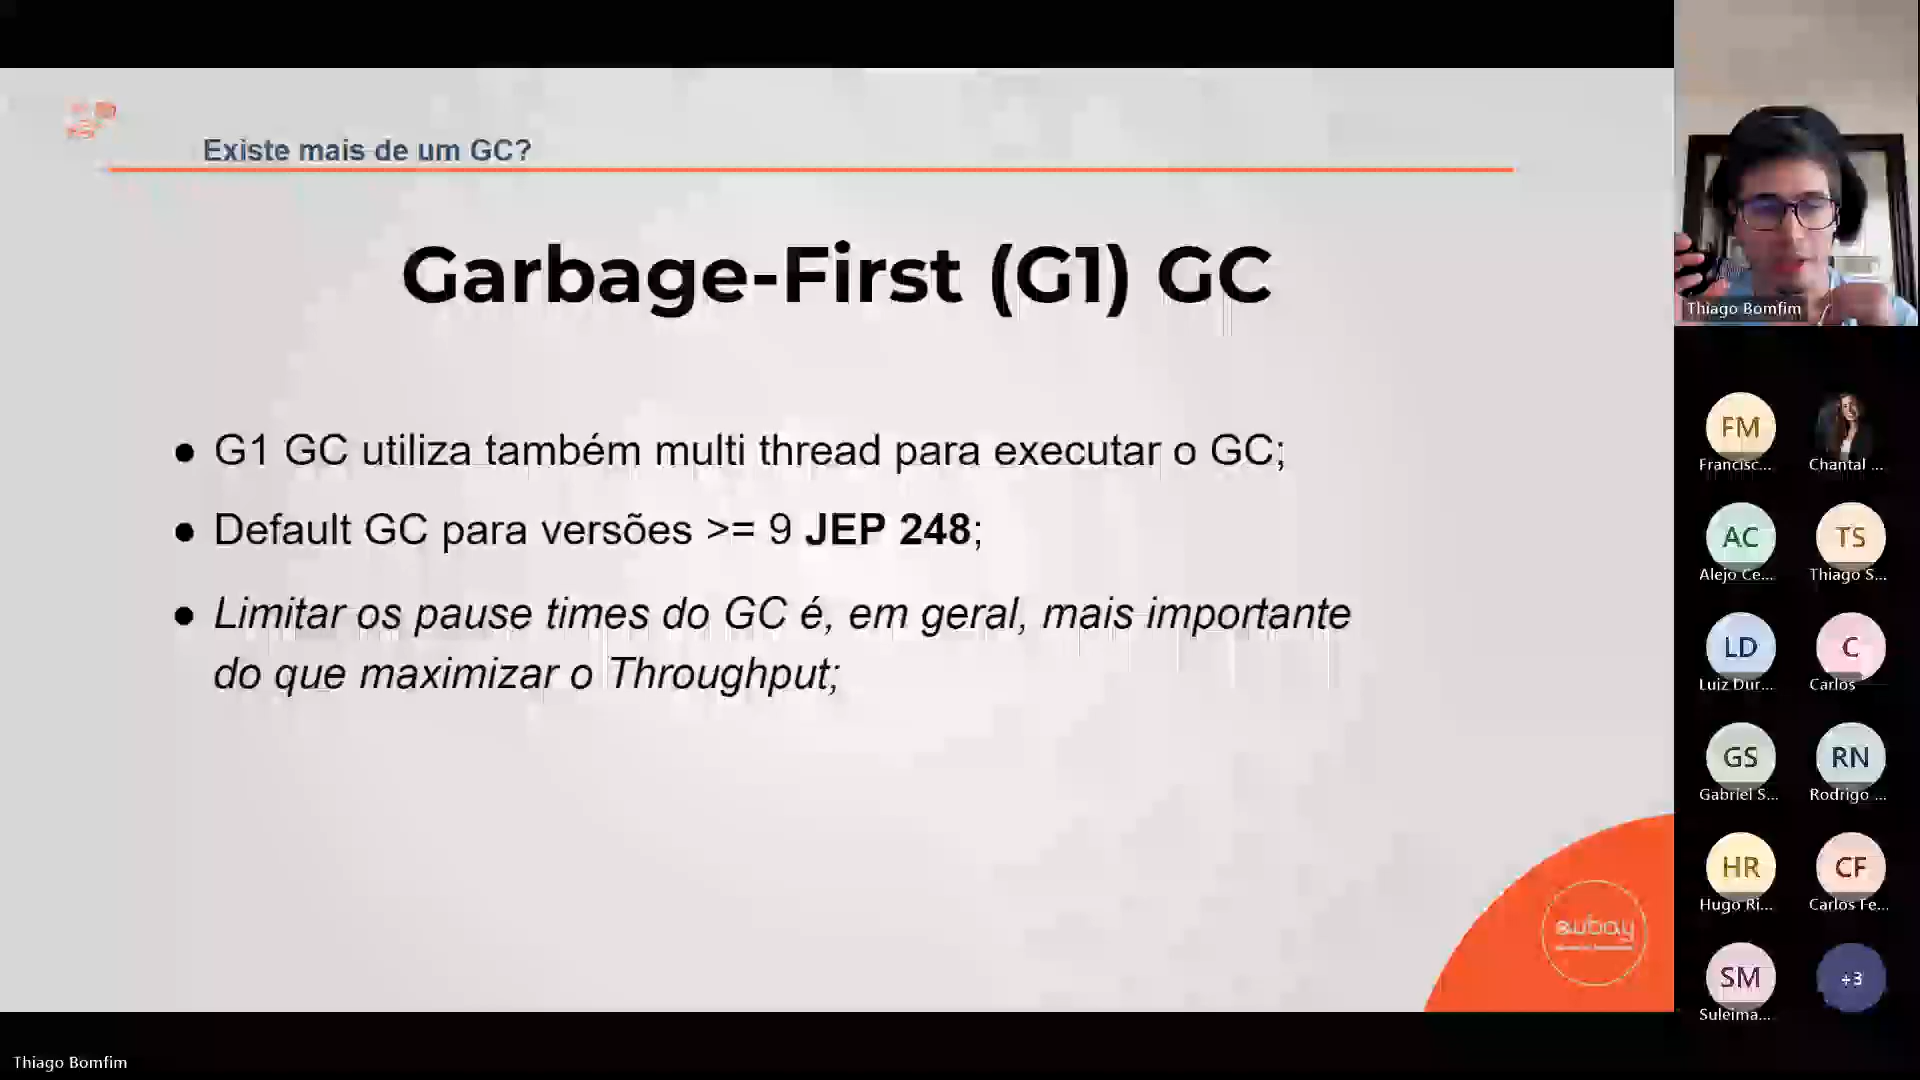 Existe mais de um GC?
Garbage-First (G1) GC
● G1 GC utiliza também multi thread para executar o GC;
● Default GC para versões >= 9 JEP 248;
● Limitar os pause times do GC é, em geral, mais importante
do que maximizar o Throughput;
aubay
Thiago Bomfim
Thiago Bomfim
FM
Francisc...
Chantal ...
AC
Alejo Ce...
TS
Thiago S...
LD
Luiz Dur...
C
Carlos
GS
Gabriel S...
RN
Rodrigo ...
HR
Hugo Ri...
CF
Carlos Fe...
SM
Suleima...
+3